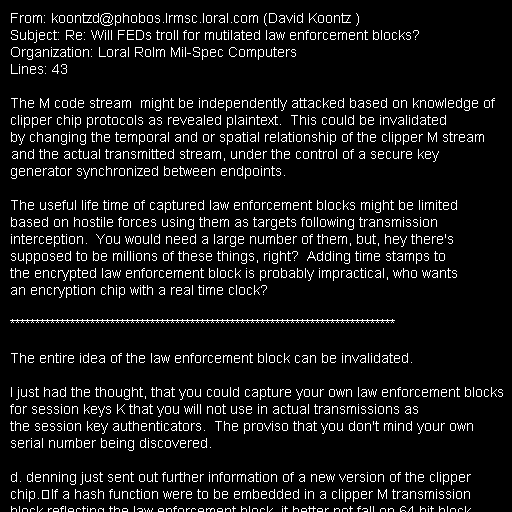 From: koontzd@phobos.lrmsc.loral.com (David Koontz )
Subject: Re: Will FEDs troll for mutilated law enforcement blocks?
Organization: Loral Rolm Mil-Spec Computers
Lines: 43

The M code stream  might be independently attacked based on knowledge of
clipper chip protocols as revealed plaintext.  This could be invalidated
by changing the temporal and or spatial relationship of the clipper M stream
and the actual transmitted stream, under the control of a secure key
generator synchronized between endpoints.

The useful life time of captured law enforcement blocks might be limited
based on hostile forces using them as targets following transmission
interception.  You would need a large number of them, but, hey there's
supposed to be millions of these things, right?  Adding time stamps to
the encrypted law enforcement block is probably impractical, who wants
an encryption chip with a real time clock?

*****************************************************************************

The entire idea of the law enforcement block can be invalidated.

I just had the thought, that you could capture your own law enforcement blocks
for session keys K that you will not use in actual transmissions as
the session key authenticators.  The proviso that you don't mind your own
serial number being discovered.

d. denning just sent out further information of a new version of the clipper
chip.▯If a hash function were to be embedded in a clipper M transmission
block reflecting the law enforcement block, it better not fall on 64 bit block